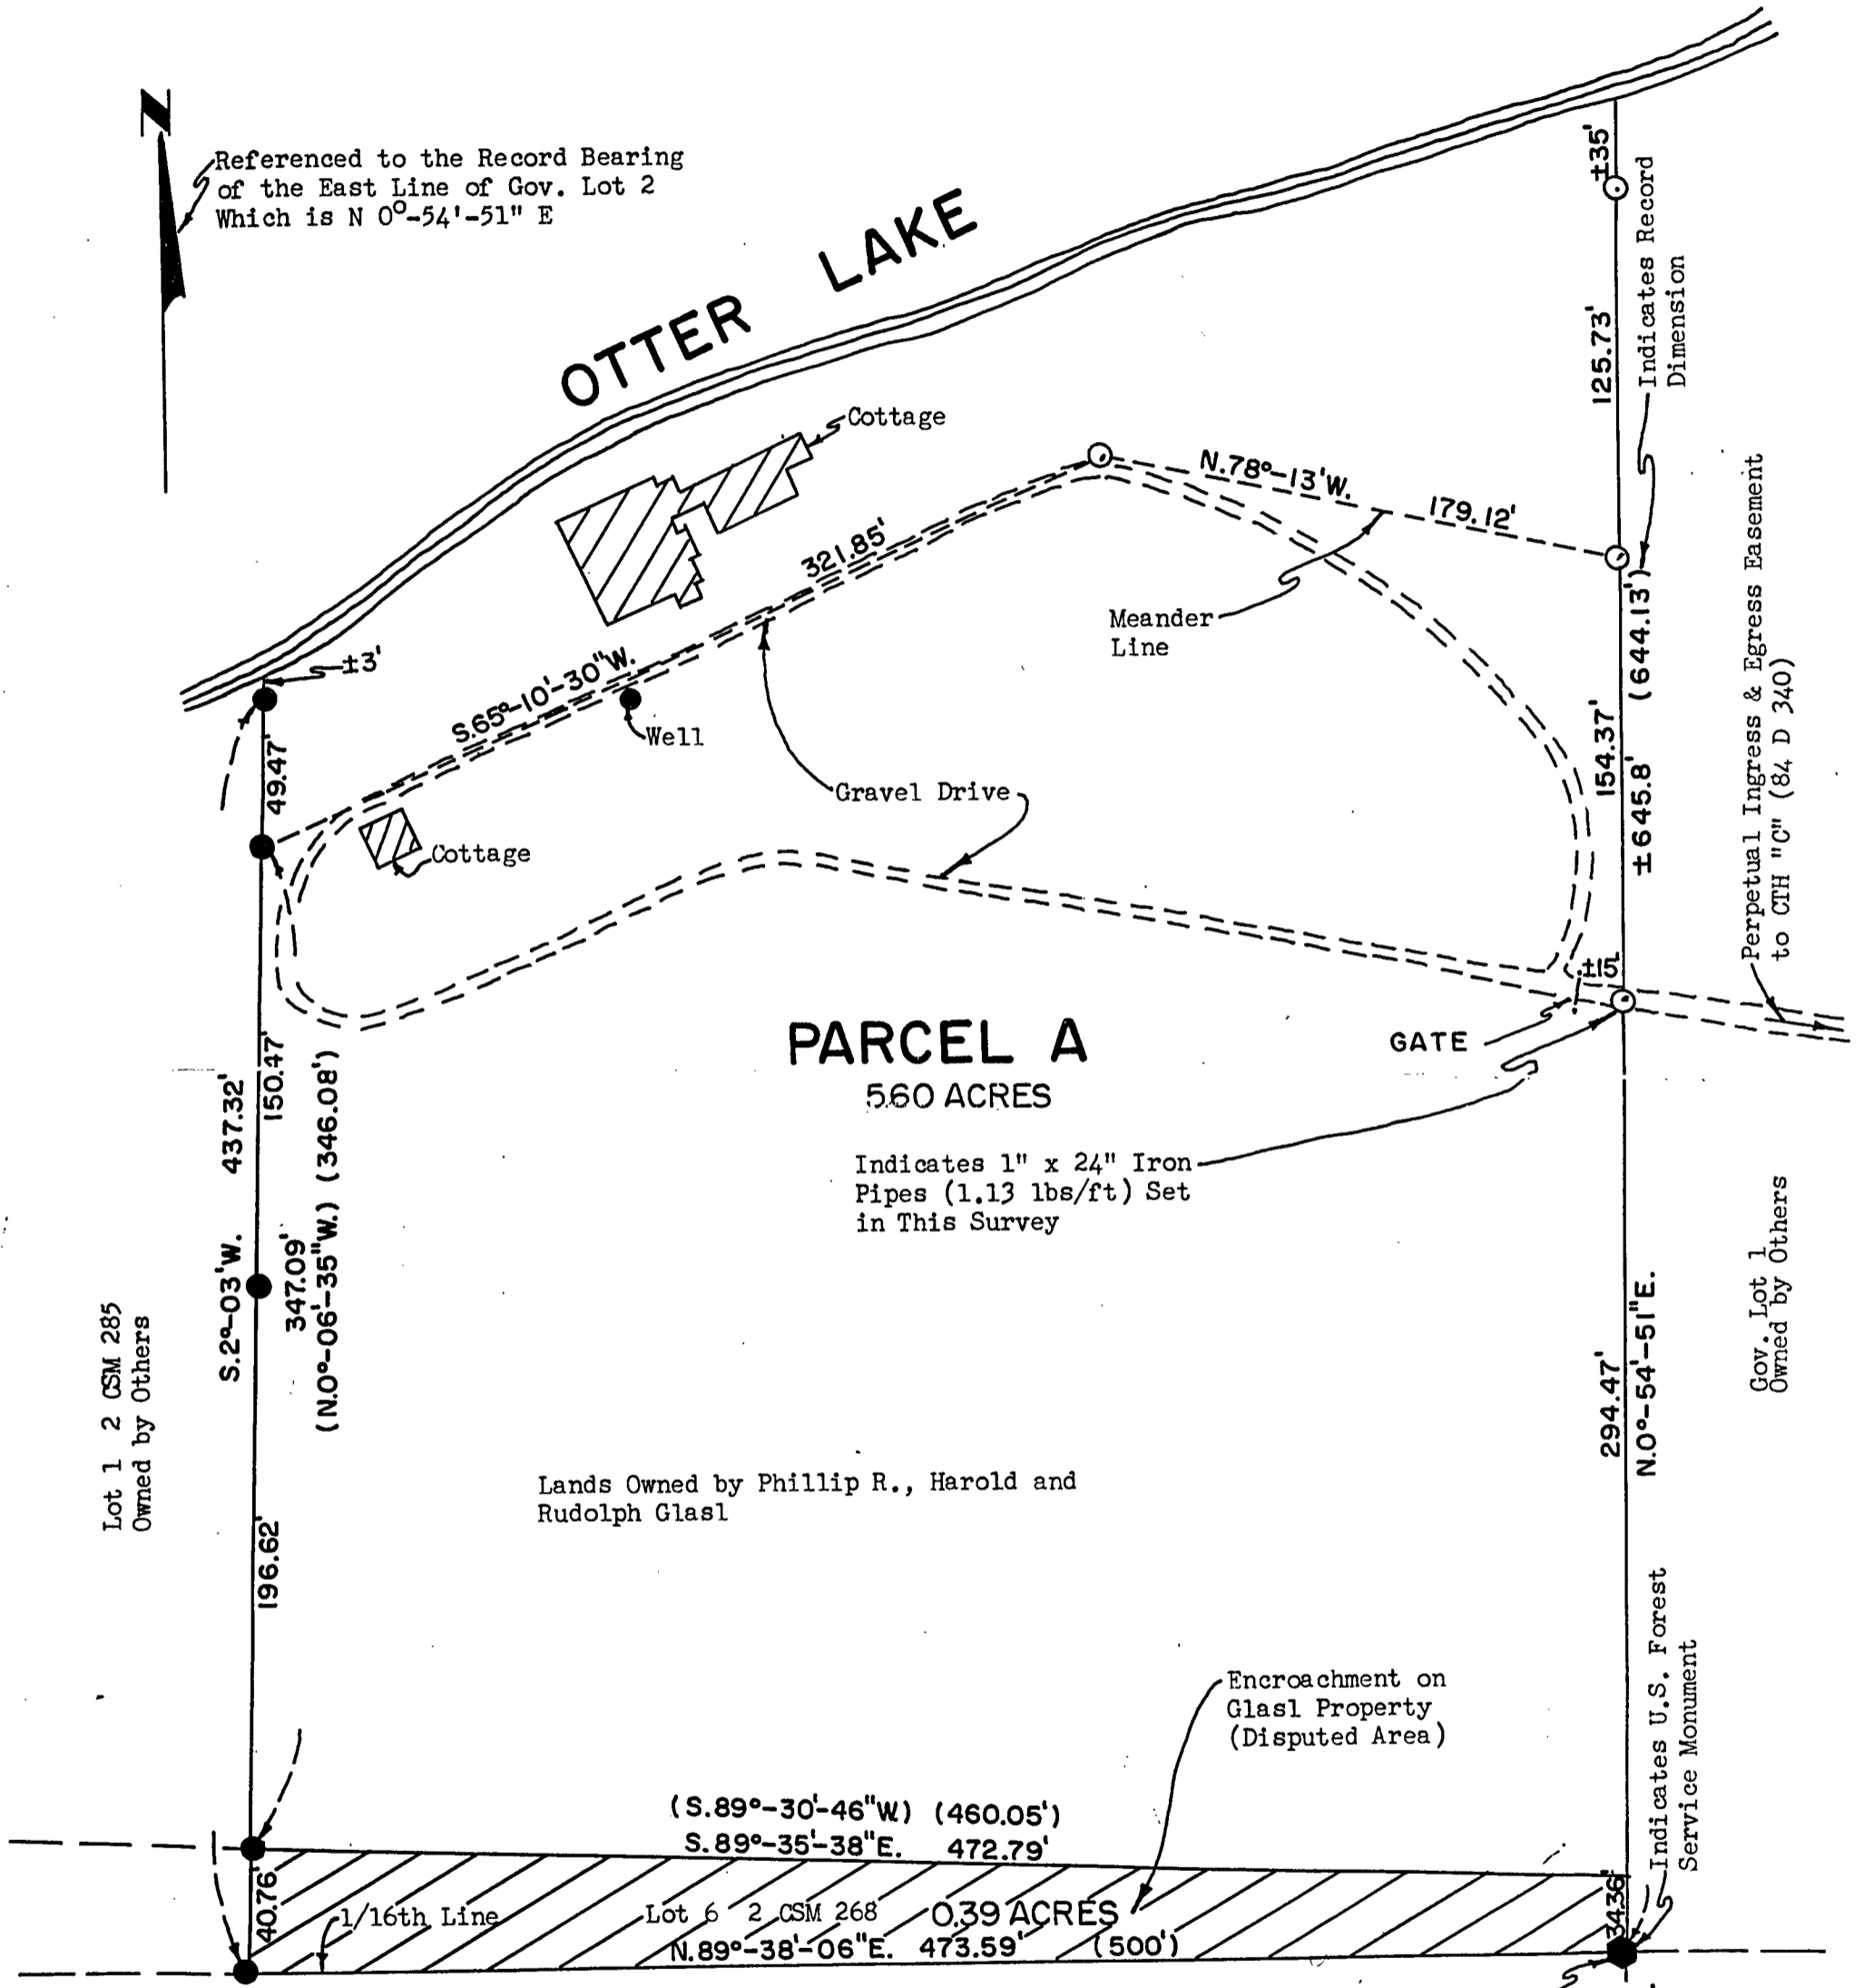 N
Referenced to the Record Bearing
of the East Line of Gov. Lot 2
Which is N 0°-54'-51" E
OTTER LAKE
±35'
Indicates Record
Dimension
125.73'
Cottage
N.78°-13'W.
179.12'
321.85'
Meander
Line
(644.13')
±3'
S.65°-10'-30"W.
Well
49.47'
Gravel Drive
154.37'
±645.8'
Perpetual Ingress & Egress Easement
to CTH "C" (84 D 340)
Cottage
±15'
GATE
PARCEL A
5.60 ACRES
150.47'
437.32'
S.2°-03'W.
347.09'
(N.0°-06'-35"W.) (346.08')
Indicates 1" x 24" Iron
Pipes (1.13 lbs/ft) Set
in This Survey
Lot 1 2 CSM 285
Owned by Others
Gov. Lot 1
Owned by Others
294.47'
N.0°-54'-51"E.
Lands Owned by Phillip R., Harold and
Rudolph Glasl
196.62'
Encroachment on
Glasl Property
(Disputed Area)
Indicates U.S. Forest
Service Monument
(S.89°-30'-46"W.) (460.05')
S.89°-35'-38"E. 472.79'
40.76'
1/16th Line
Lot 6 2 CSM 268
0.39 ACRES
34.36'
N.89°-38'-06"E. 473.59' (500')